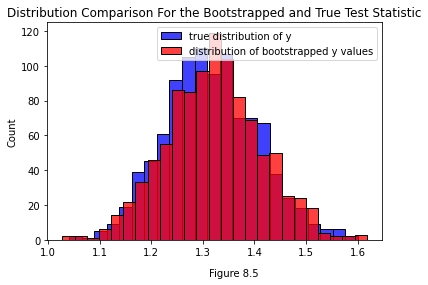 Distribution Comparison For the Bootstrapped and True Test Statistic
true distribution of y
distribution of bootstrapped y values
120
100
80
60
40
20
0
Count
1.0 1.1 1.2 1.3 1.4 1.5 1.6
Figure 8.5